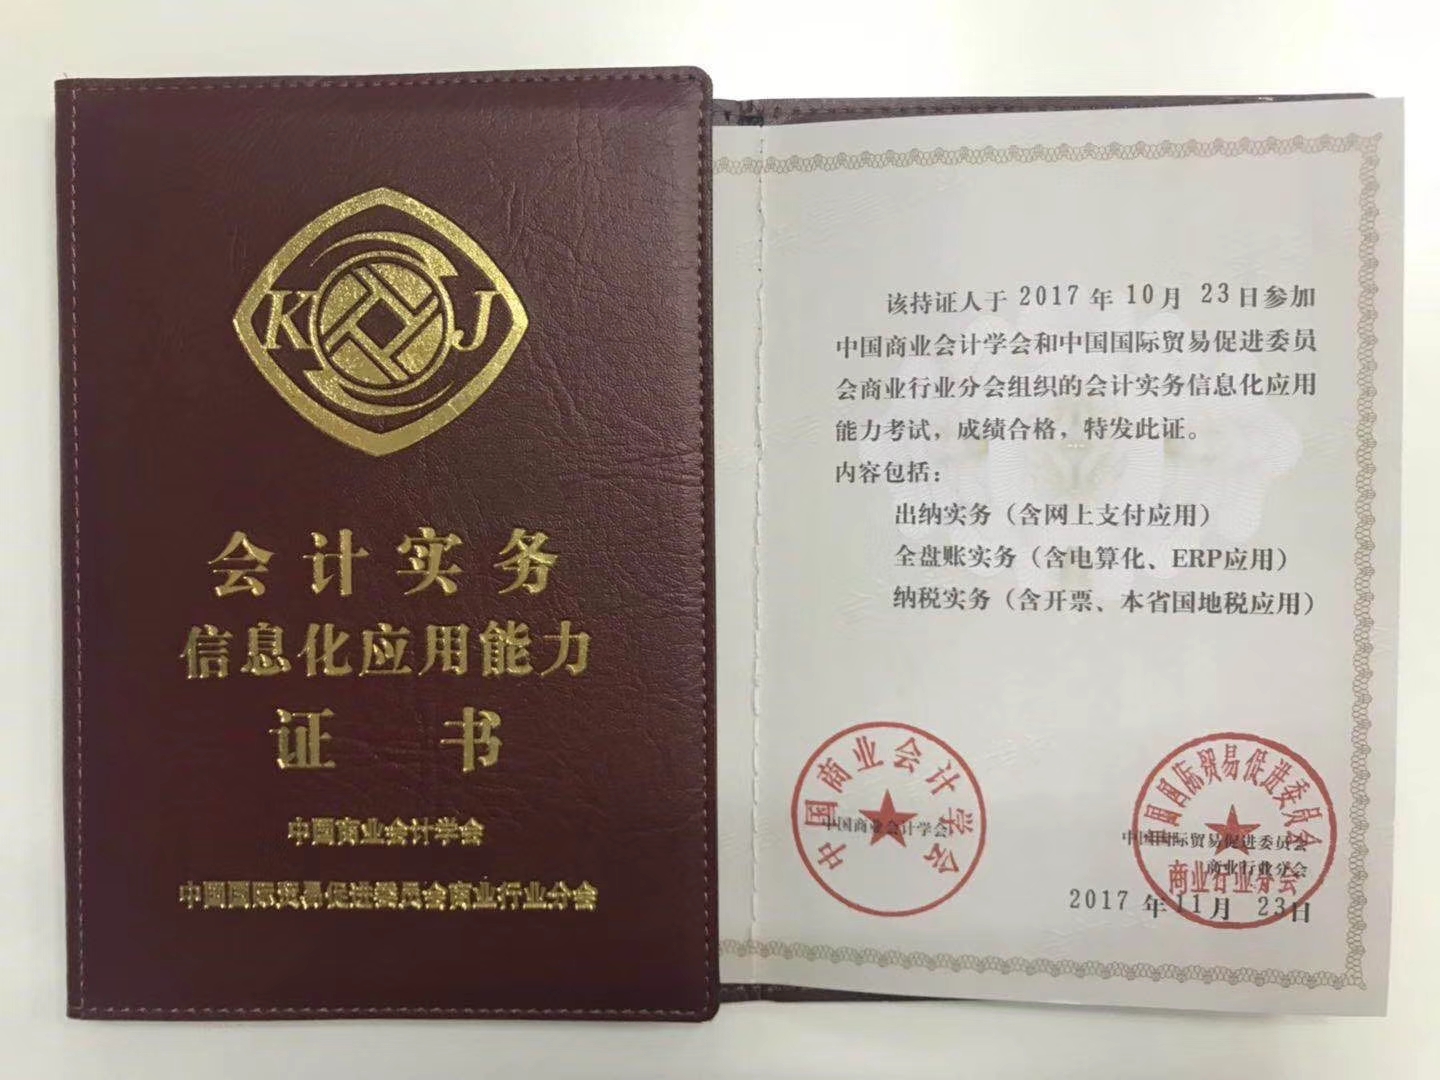 K J
会计实务
信息化应用能力
证书
中国商业会计学会
中国国际贸易促进委员会商业行业分会
该持证人于 2017 年 10 月 23 日参加
中国商业会计学会和中国国际贸易促进委员
会商业行业分会组织的会计实务信息化应用
能力考试，成绩合格，特发此证。
内容包括：
出纳实务（含网上支付应用）
全盘账实务（含电算化、ERP应用）
纳税实务（含开票、本省国地税应用）
中国商业会计学会
中国商业会计学会
中国国际贸易促进委员会
商业行业分会
中国国际贸易促进委员会
商业行业分会
2017 年 11 月 23 日